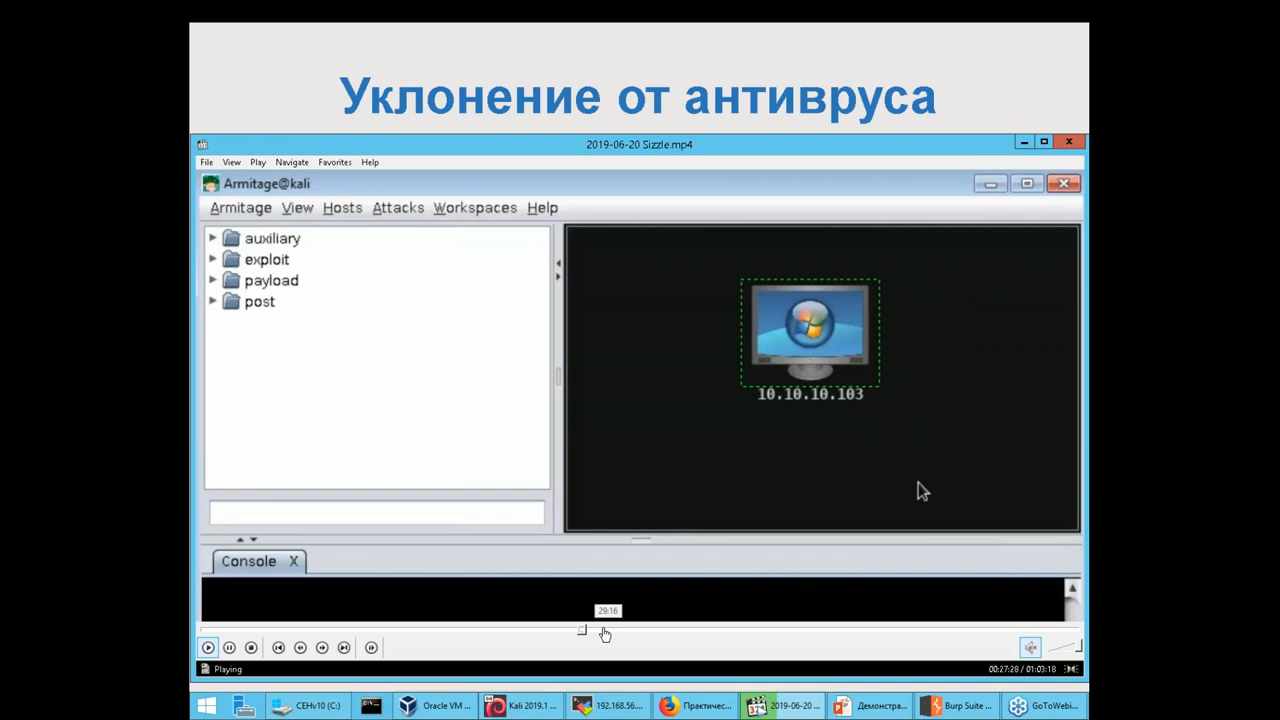 Уклонение от антивруса
2019-06-20 Sizzle.mp4
File View Play Navigate Favorites Help
Armitage@kali
Armitage View Hosts Attacks Workspaces Help
auxiliary
exploit
payload
post
10.10.10.103
Console X
29:16
Playing
00:27:28 / 01:03:18
CEHv10 (C:)
Oracle VM ...
Kali 2019.1 ...
192.168.56....
Практичес...
2019-06-20 ...
Демонстра...
Burp Suite ...
GoToWebi...